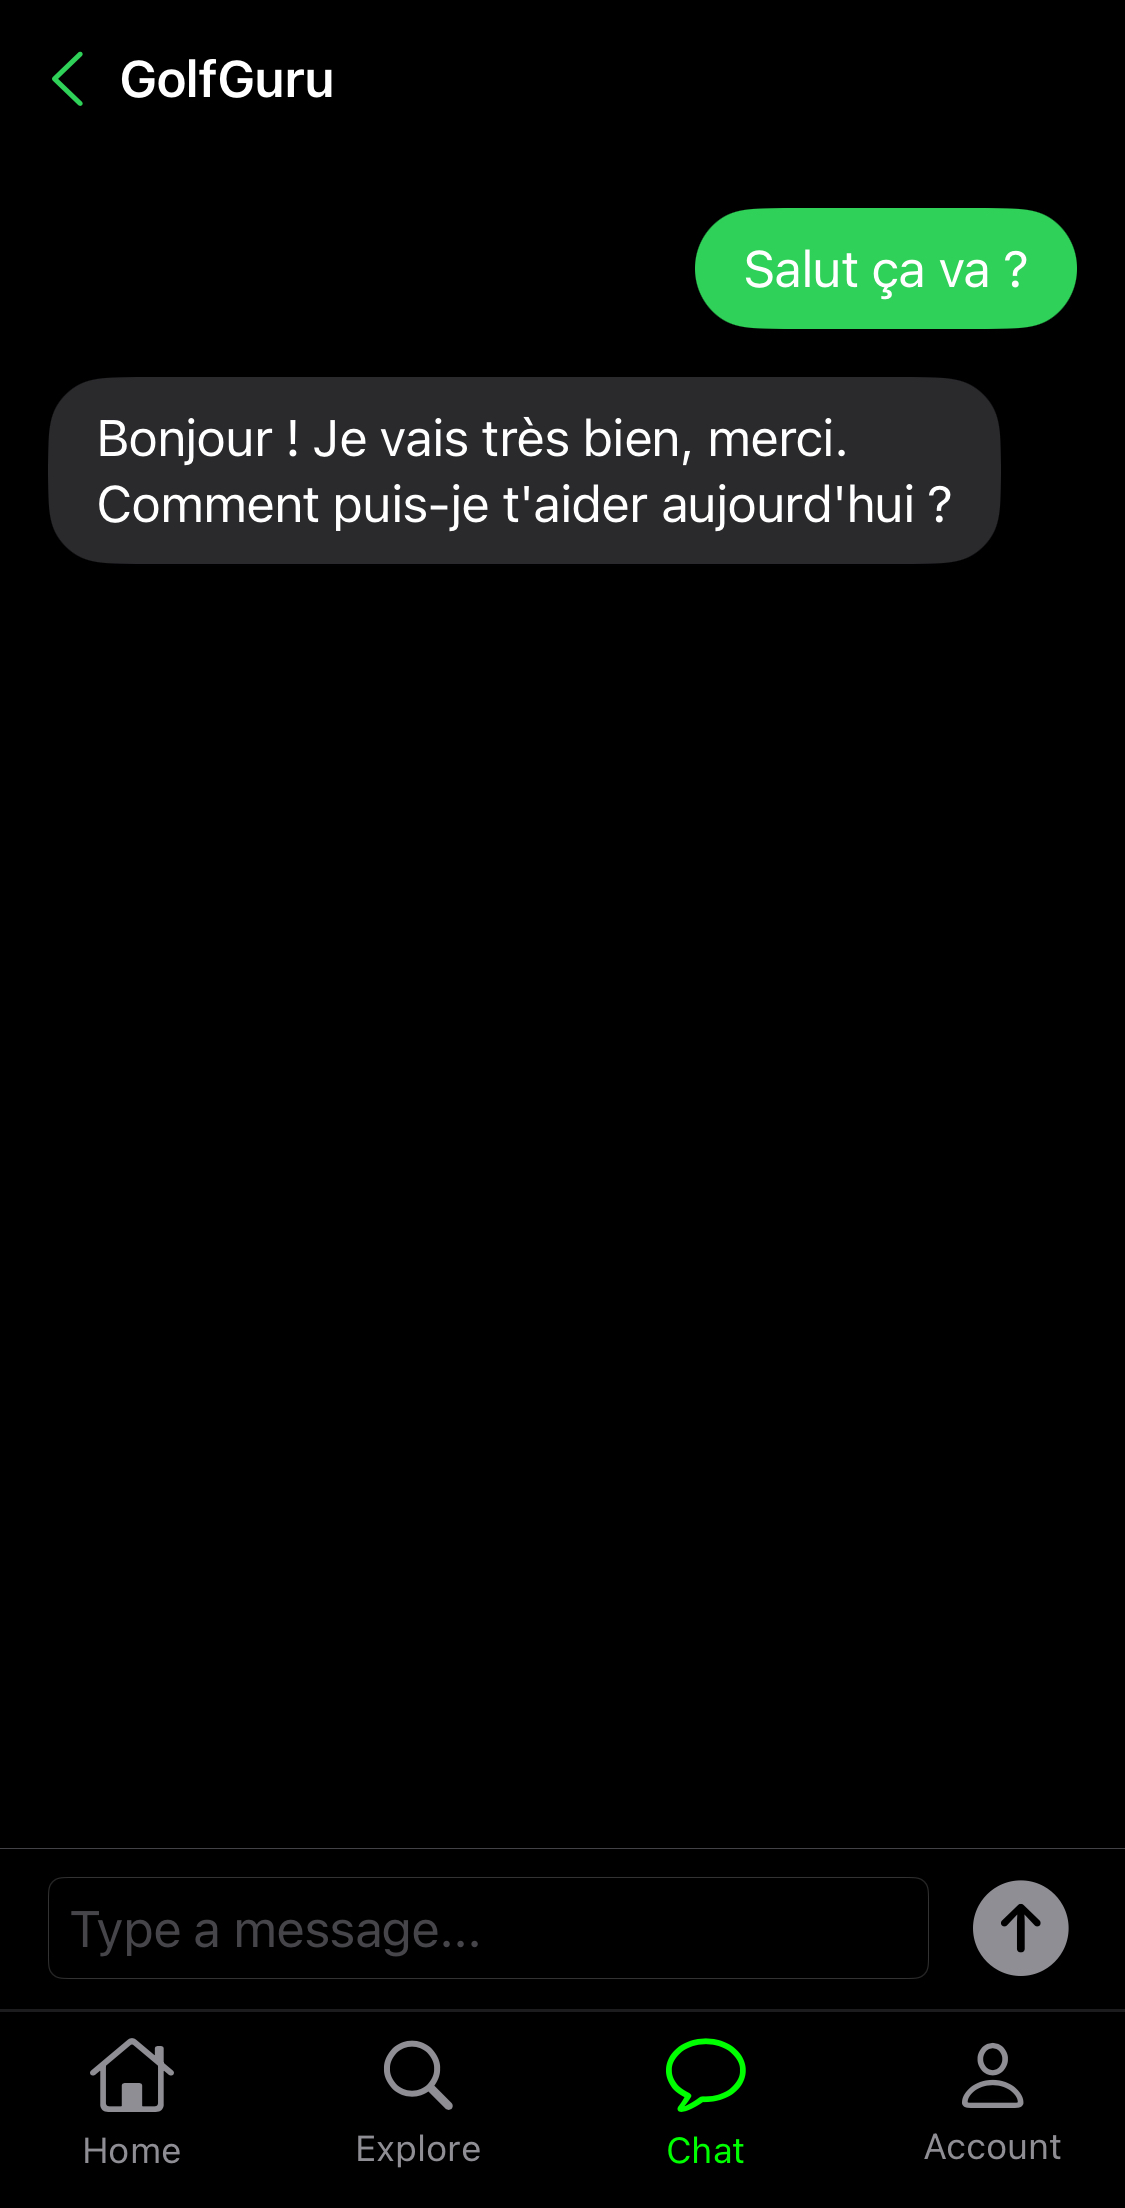 GolfGuru
Salut ça va ?
Bonjour ! Je vais très bien, merci.
Comment puis-je t'aider aujourd'hui ?
Type a message...
Home
Explore
Chat
Account